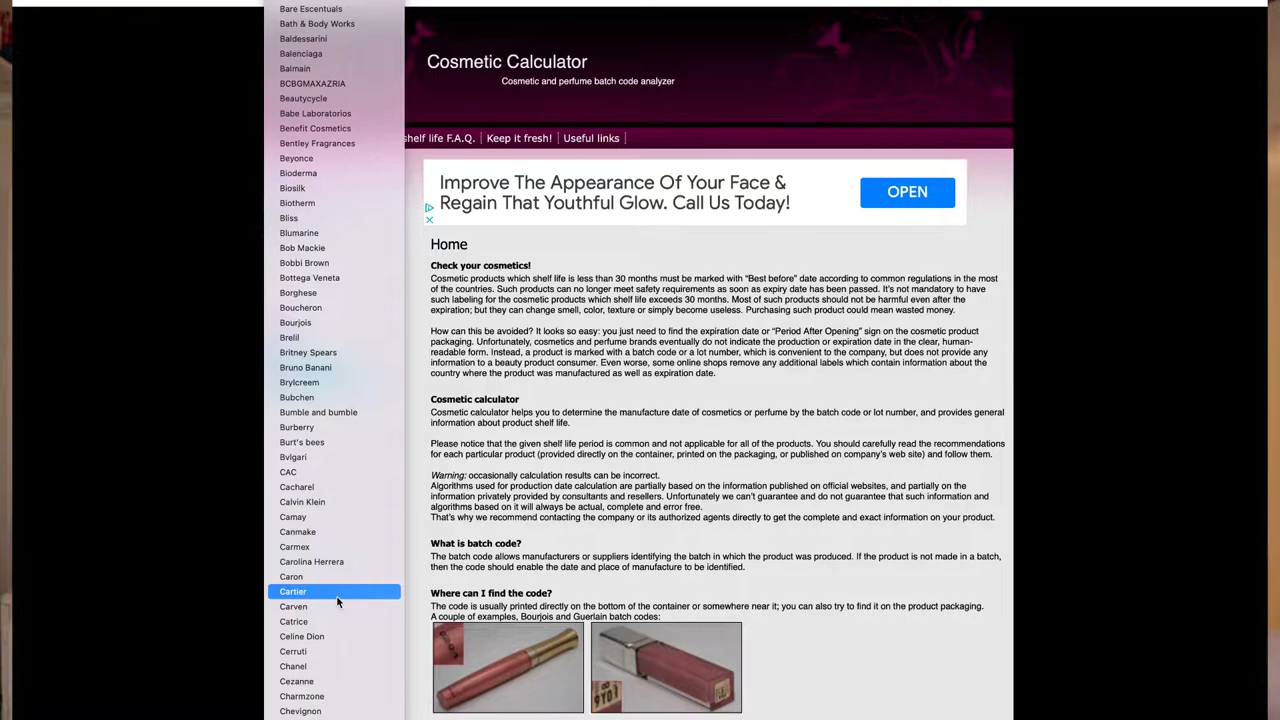 Bare Escentuals
Bath & Body Works
Baldessarini
Balenciaga
Balmain
BCBGMAXAZRIA
Beautycycle
Babe Laboratorios
Benefit Cosmetics
Bentley Fragrances
Beyonce
Bioderma
Biosilk
Biotherm
Bliss
Blumarine
Bob Mackie
Bobbi Brown
Bottega Veneta
Borghese
Boucheron
Bourjois
Brelil
Britney Spears
Bruno Banani
Brylcreem
Bubchen
Bumble and bumble
Burberry
Burt's bees
Bvlgari
CAC
Cacharel
Calvin Klein
Camay
Canmake
Carmex
Carolina Herrera
Caron
Cartier
Carven
Catrice
Celine Dion
Cerruti
Chanel
Cezanne
Charmzone
Chevignon
Cosmetic Calculator
Cosmetic and perfume batch code analyzer
shelf life F.A.Q. Keep it fresh! Useful links
Improve The Appearance Of Your Face &
Regain That Youthful Glow. Call Us Today!
OPEN
Home
Check your cosmetics!
Cosmetic products which shelf life is less than 30 months must be marked with “Best before” date according to common regulations in the most
of the countries. Such products can no longer meet safety requirements as soon as expiry date has been passed. It’s not mandatory to have
such labeling for the cosmetic products which shelf life exceeds 30 months. Most of such products should not be harmful even after the
expiration; but they can change smell, color, texture or simply become useless. Purchasing such product could mean wasted money.
How can this be avoided? It looks so easy: you just need to find the expiration date or “Period After Opening” sign on the cosmetic product
packaging. Unfortunately, cosmetics and perfume brands eventually do not indicate the production or expiration date in the clear, human-
readable form. Instead, a product is marked with a batch code or a lot number, which is convenient to the company, but does not provide any
information to a beauty product consumer. Even worse, some online shops remove any additional labels which contain information about the
country where the product was manufactured as well as expiration date.
Cosmetic calculator
Cosmetic calculator helps you to determine the manufacture date of cosmetics or perfume by the batch code or lot number, and provides general
information about product shelf life.
Please notice that the given shelf life period is common and not applicable for all of the products. You should carefully read the recommendations
for each particular product (provided directly on the container, printed on the packaging, or published on company’s web site) and follow them.
Warning: occasionally calculation results can be incorrect.
Algorithms used for production date calculation are partially based on the information published on official websites, and partially on the
information privately provided by consultants and resellers. Unfortunately we can’t guarantee and do not guarantee that such information and
algorithms based on it will always be actual, complete and error free.
That’s why we recommend contacting the company or its authorized agents directly to get the complete and exact information on your product.
What is batch code?
The batch code allows manufacturers or suppliers identifying the batch in which the product was produced. If the product is not made in a batch,
then the code should enable the date and place of manufacture to be identified.
Where can I find the code?
The code is usually printed directly on the bottom of the container or somewhere near it; you can also try to find it on the product packaging.
A couple of examples, Bourjois and Guerlain batch codes: